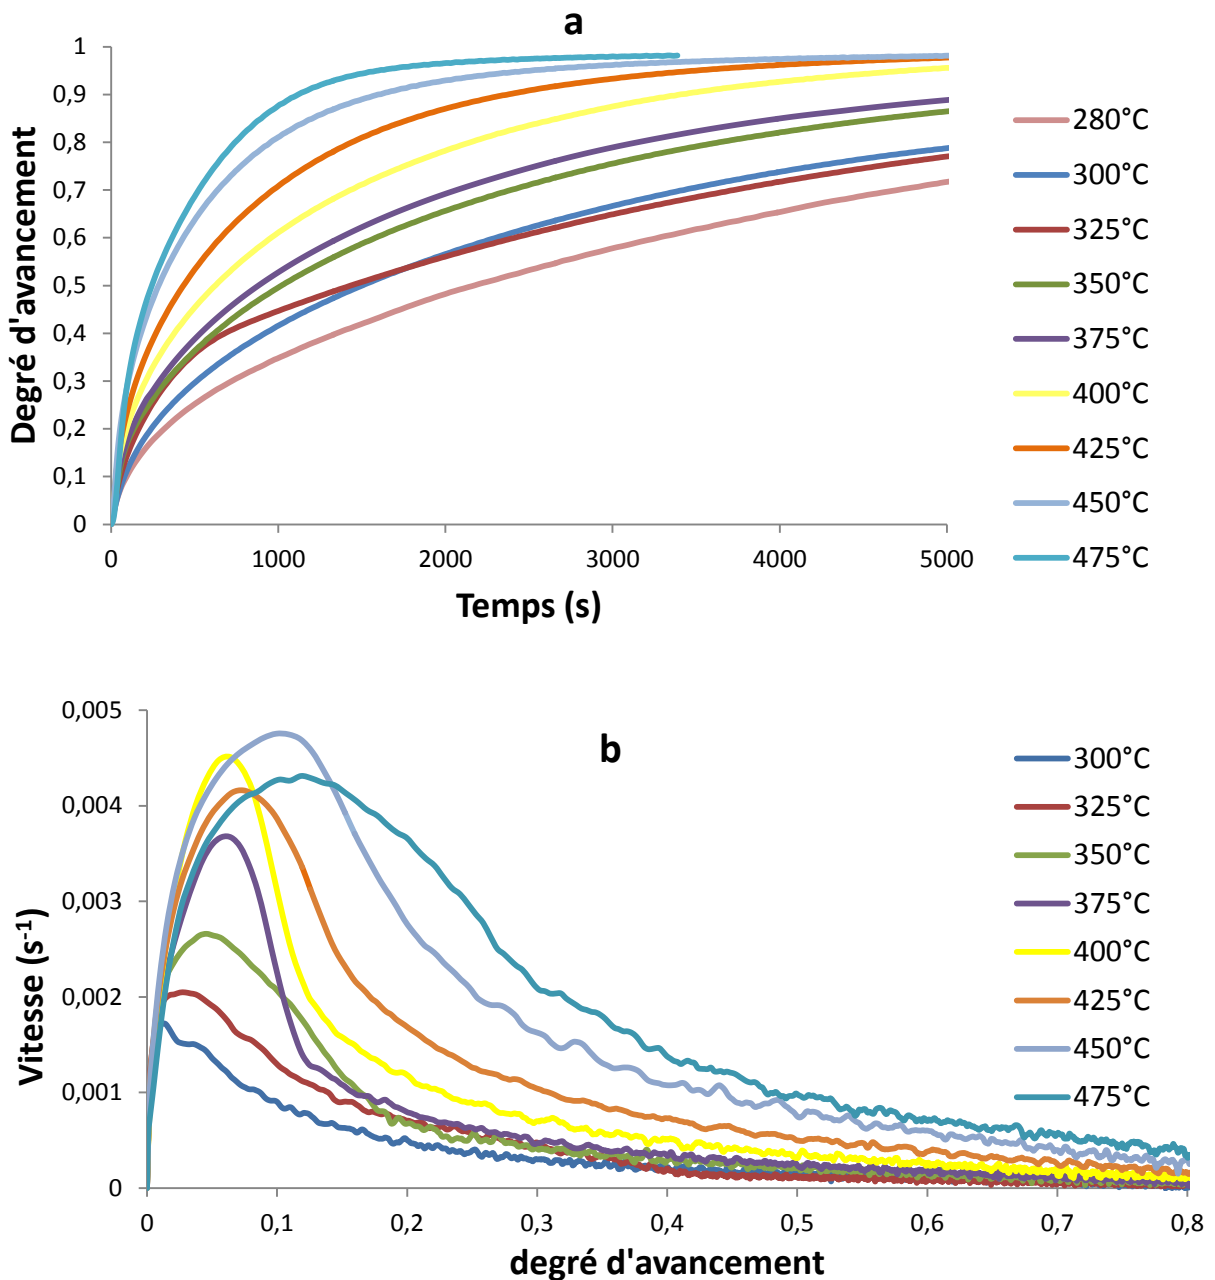 a
1
0,9
0,8
0,7
0,6
0,5
0,4
0,3
0,2
0,1
0
Degré d'avancement
0 1000 2000 3000 4000 5000
Temps (s)
280°C
300°C
325°C
350°C
375°C
400°C
425°C
450°C
475°C
b
0,005
0,004
0,003
0,002
0,001
0
Vitesse (s-1)
0 0,1 0,2 0,3 0,4 0,5 0,6 0,7 0,8
degré d'avancement
300°C
325°C
350°C
375°C
400°C
425°C
450°C
475°C